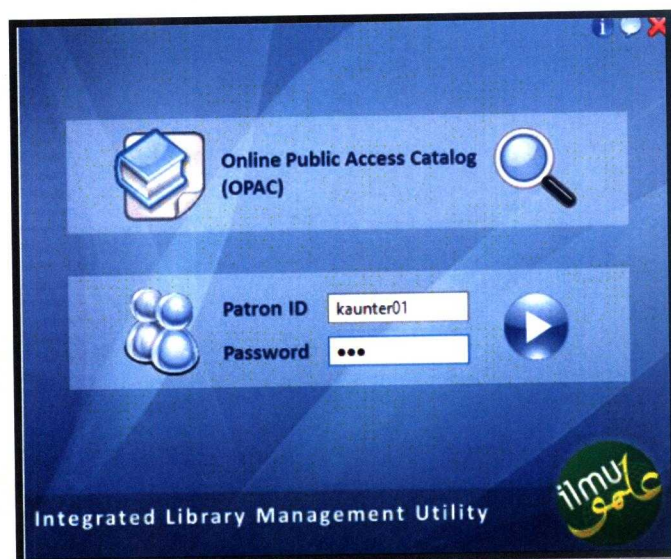 Online Public Access Catalog
(OPAC)
Patron ID
kaunter01
Password
•••
ilmu
علمو
Integrated Library Management Utility